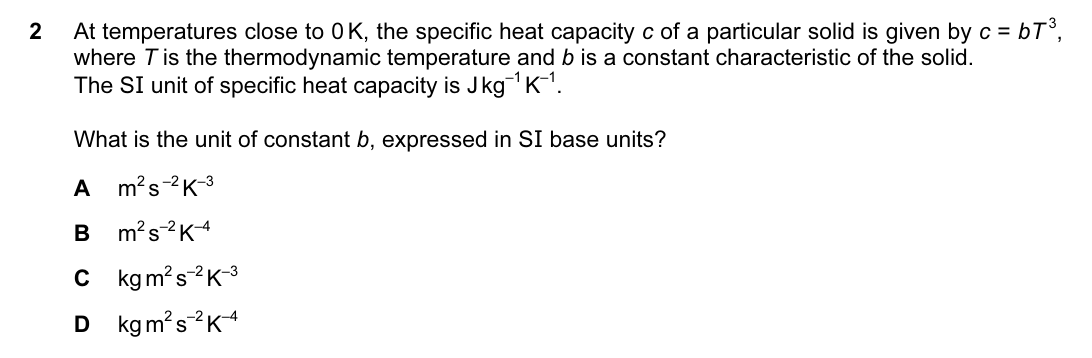 2 At temperatures close to 0 K, the specific heat capacity c of a particular solid is given by c = bT³,
where T is the thermodynamic temperature and b is a constant characteristic of the solid.
The SI unit of specific heat capacity is J kg⁻¹ K⁻¹.
What is the unit of constant b, expressed in SI base units?
A m² s⁻² K⁻³
B m² s⁻² K⁻⁴
C kg m² s⁻² K⁻³
D kg m² s⁻² K⁻⁴